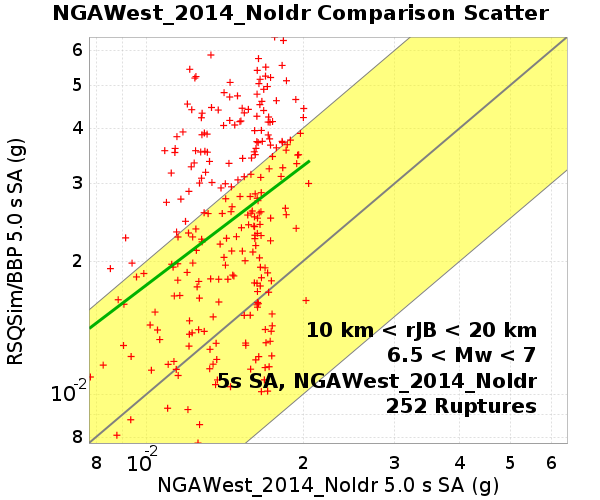 NGAWest_2014_NoIdr Comparison Scatter
RSQSim/BBP 5.0 s SA (g)
6
5
4
3
2
10-2
8
10 km < rJB < 20 km
6.5 < Mw < 7
5s SA, NGAWest_2014_NoIdr
252 Ruptures
8 10-2 2 3 4 5 6
NGAWest_2014_NoIdr 5.0 s SA (g)